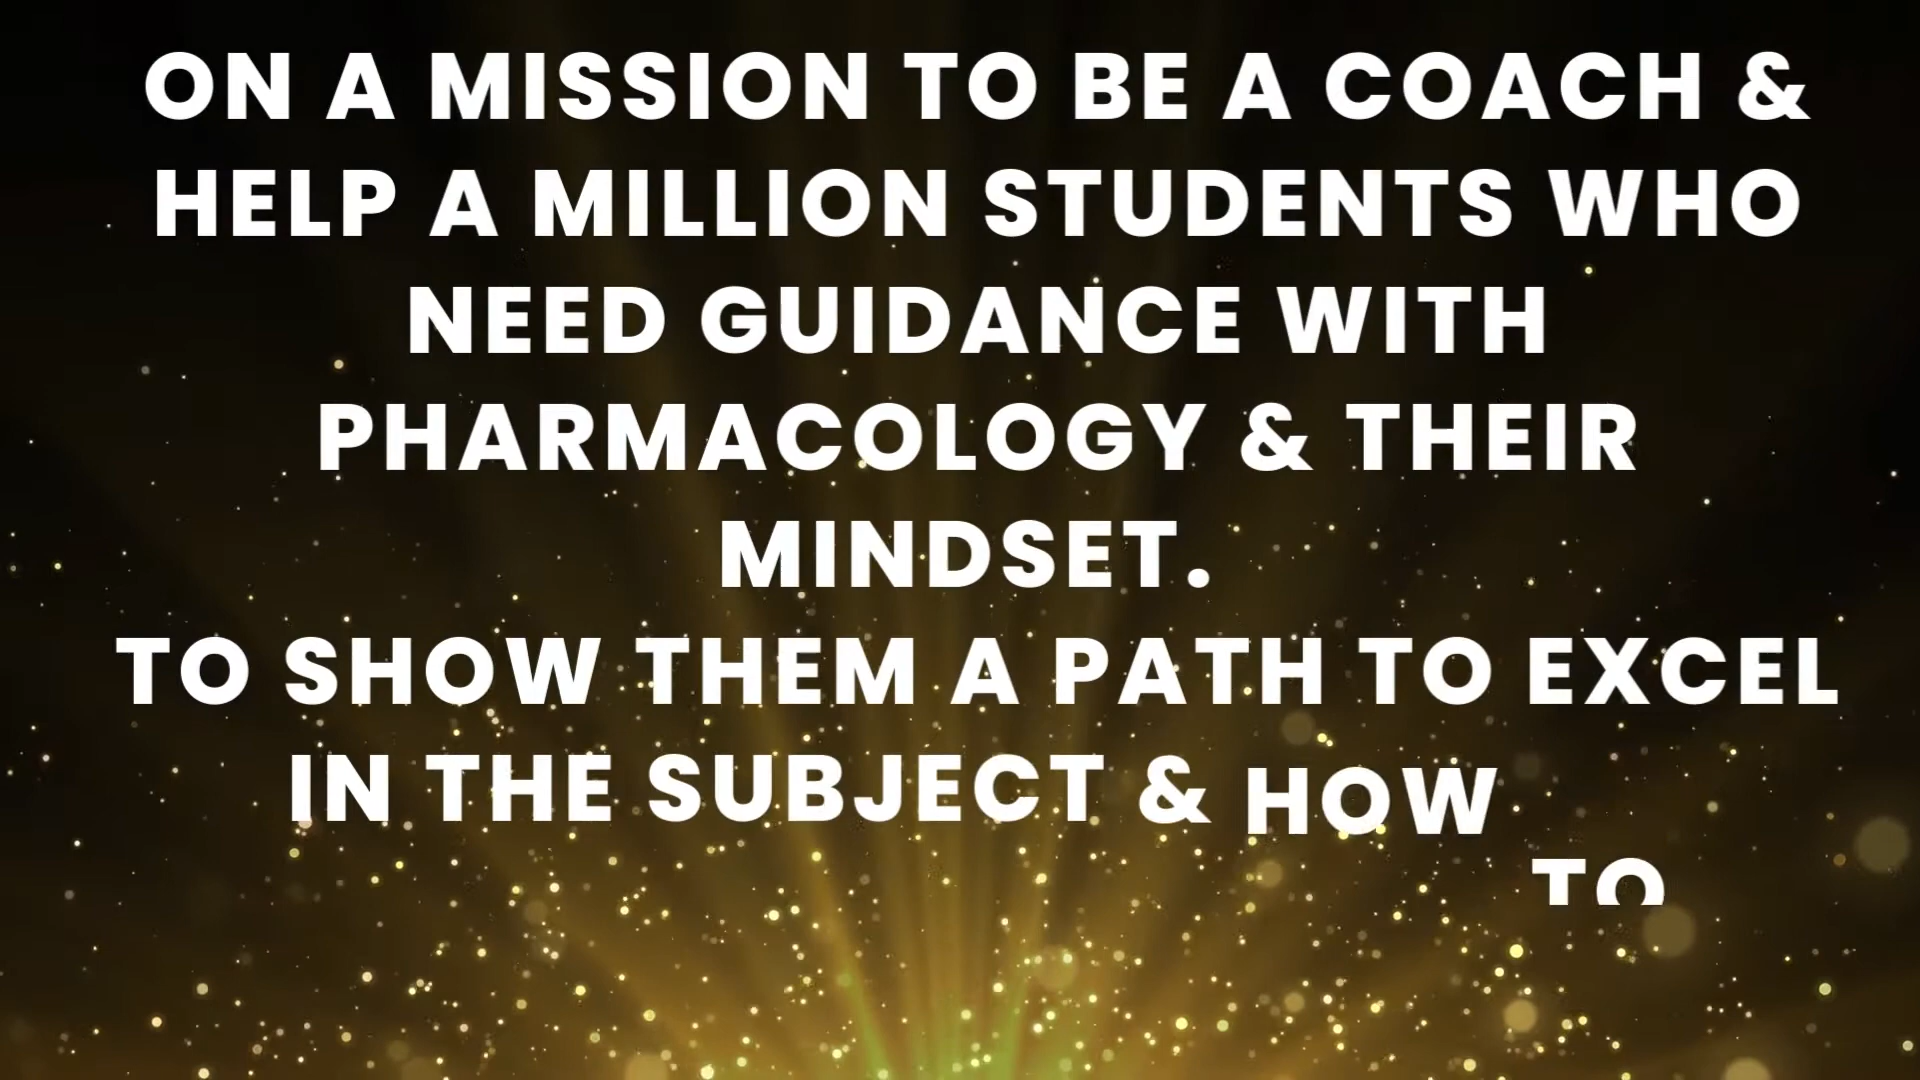 ON A MISSION TO BE A COACH &
HELP A MILLION STUDENTS WHO
NEED GUIDANCE WITH
PHARMACOLOGY & THEIR
MINDSET.
TO SHOW THEM A PATH TO EXCEL
IN THE SUBJECT & HOW
TO